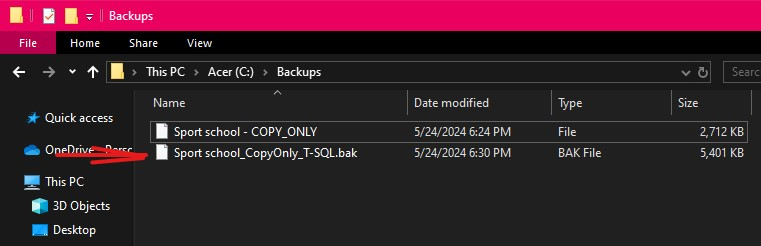 Backups
File Home Share View
This PC Acer (C:) Backups Search
Name Date modified Type Size
Quick access
Sport school - COPY_ONLY 5/24/2024 6:24 PM File 2,712 KB
OneDrive - Persc
Sport school_CopyOnly_T-SQL.bak 5/24/2024 6:30 PM BAK File 5,401 KB
This PC
3D Objects
Desktop